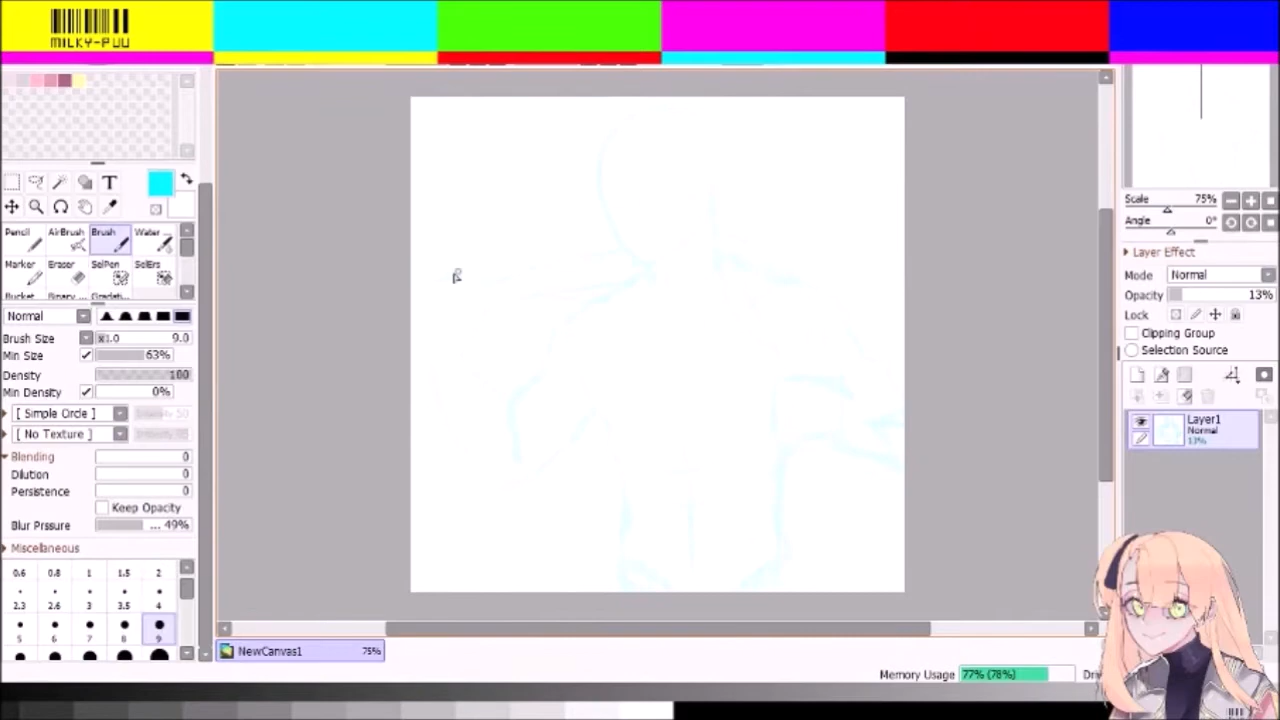 MILKY-PUU
Scale 75%
Angle 0°
Layer Effect
Mode Normal
Opacity 13%
Lock
Clipping Group
Selection Source
Layer1
Normal
13%
T
Pencil AirBrush Brush Water...
Marker Eraser SelPen SelErs
Bucket Binary...
Normal
Brush Size x1.0 9.0
Min Size 63%
Density 100
Min Density 0%
[ Simple Circle ]
[ No Texture ]
Blending 0
Dilution 0
Persistence 0
Keep Opacity
Blur Prssure ... 49%
Miscellaneous
0.6 0.8 1 1.5 2
2.3 2.6 3 3.5 4
5 6 7 8 9
NewCanvas1 75%
Memory Usage 77% (78%)